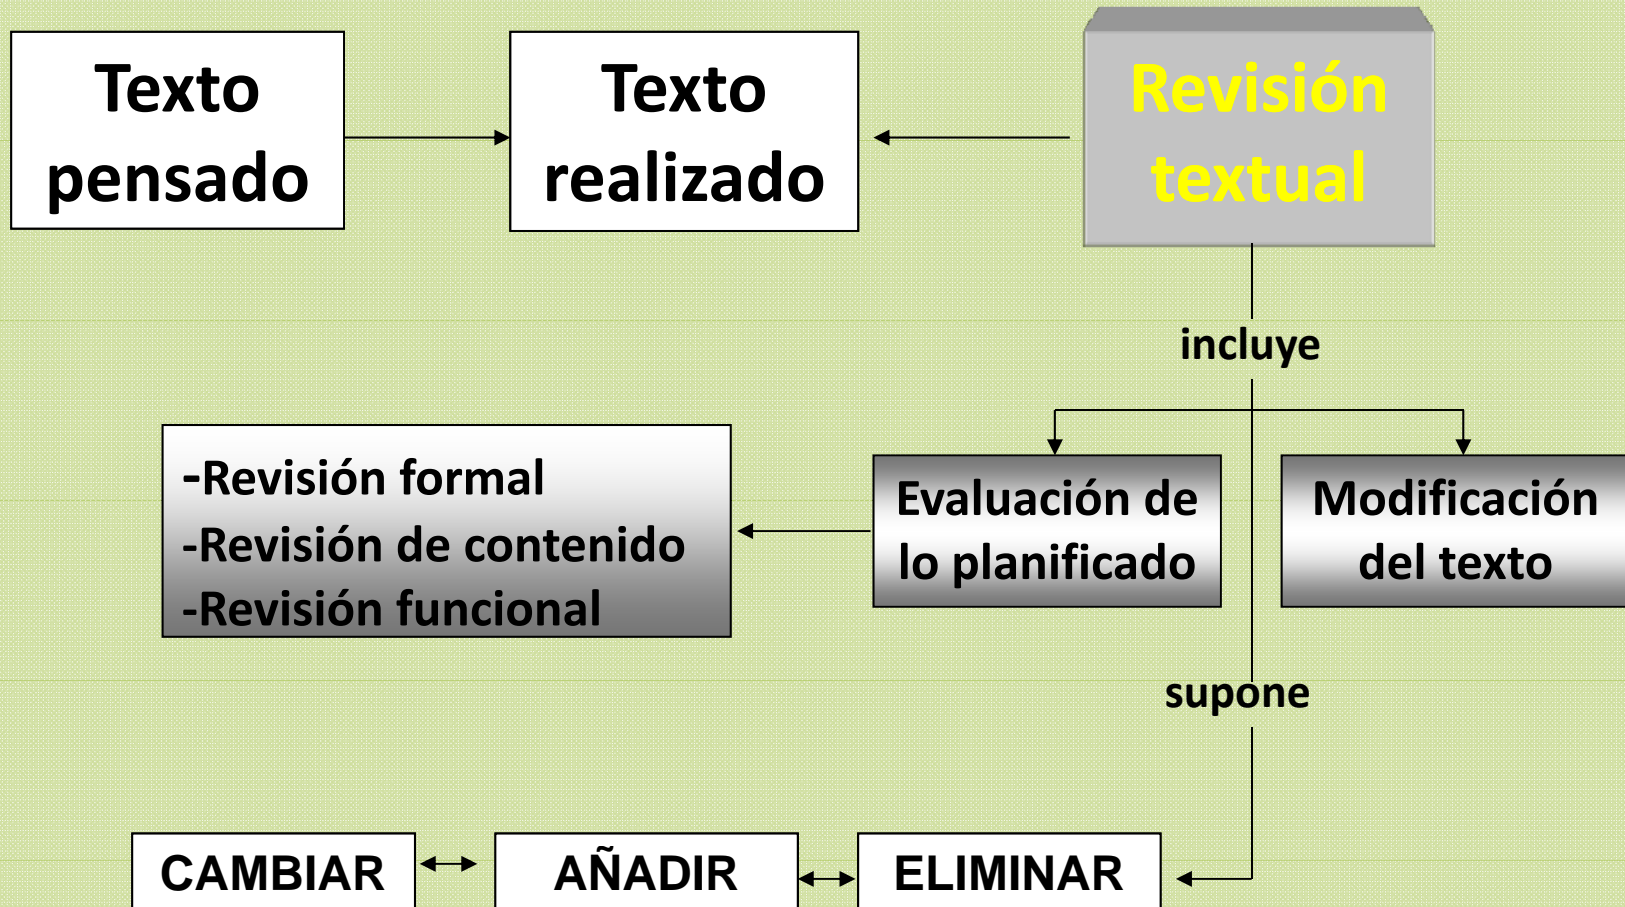 Texto
pensado
Texto
realizado
Revisión
textual
incluye
-Revisión formal
-Revisión de contenido
-Revisión funcional
Evaluación de
lo planificado
Modificación
del texto
supone
CAMBIAR
AÑADIR
ELIMINAR